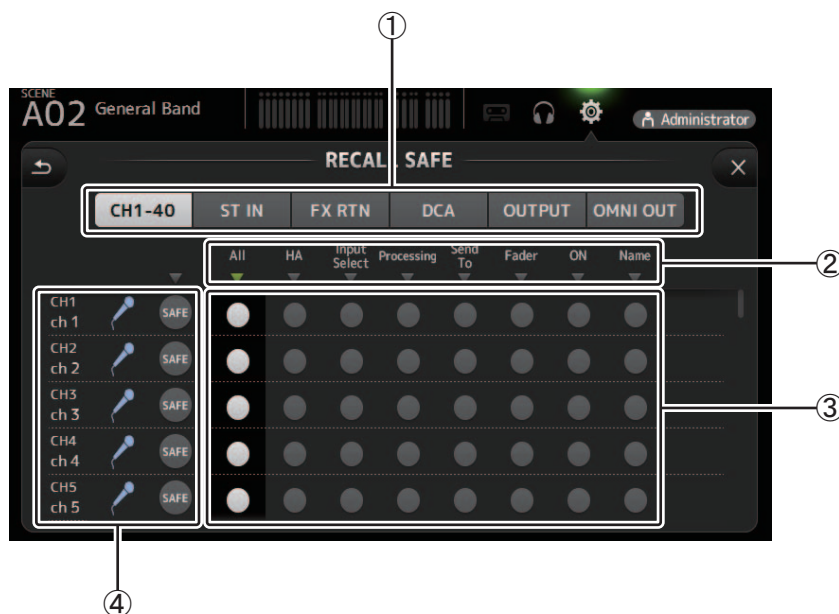 ①
SCENE
A02 General Band
Administrator
RECALL SAFE
CH1-40 ST IN FX RTN DCA OUTPUT OMNI OUT
All HA Input Select Processing Send To Fader ON Name
②
CH1
ch 1 SAFE
CH2
ch 2 SAFE
CH3
ch 3 SAFE
③
CH4
ch 4 SAFE
CH5
ch 5 SAFE
④